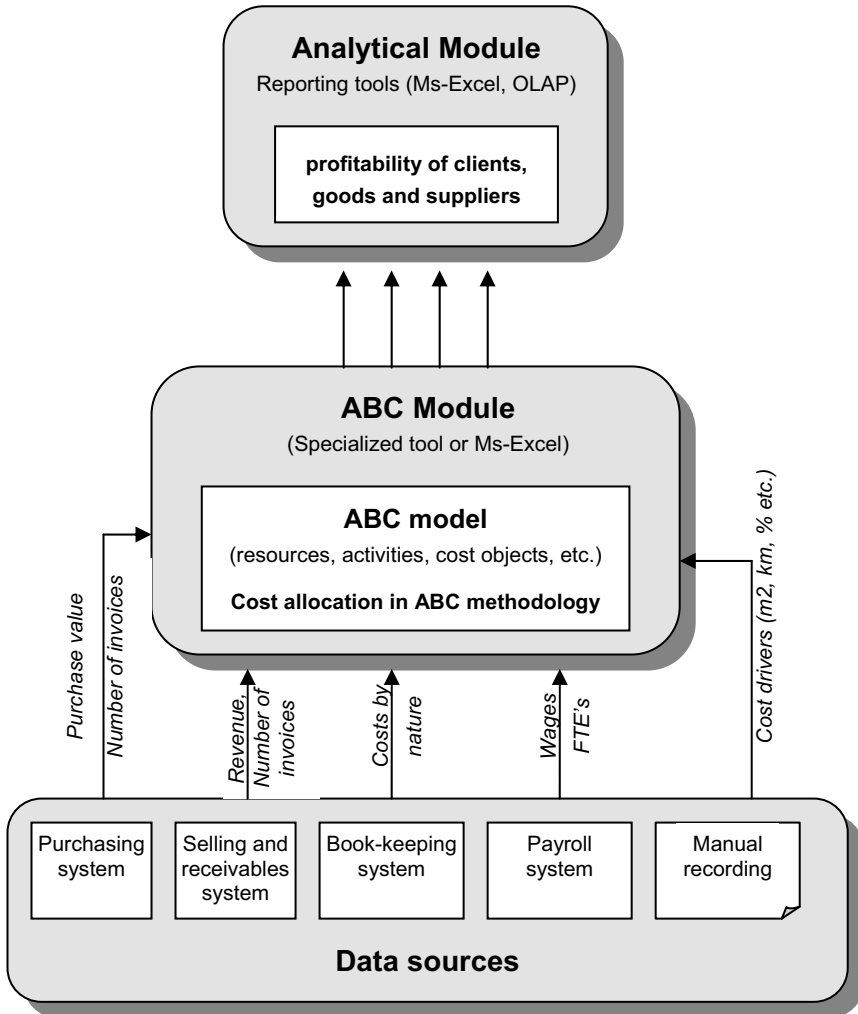 Analytical Module
Reporting tools (Ms-Excel, OLAP)
profitability of clients,
goods and suppliers
ABC Module
(Specialized tool or Ms-Excel)
ABC model
(resources, activities, cost objects, etc.)
Cost allocation in ABC methodology
Purchase value
Number of invoices
Revenue,
Number of
invoices
Costs by
nature
Wages
FTE's
Cost drivers (m2, km, % etc.)
Purchasing
system
Selling and
receivables
system
Book-keeping
system
Payroll
system
Manual
recording
Data sources